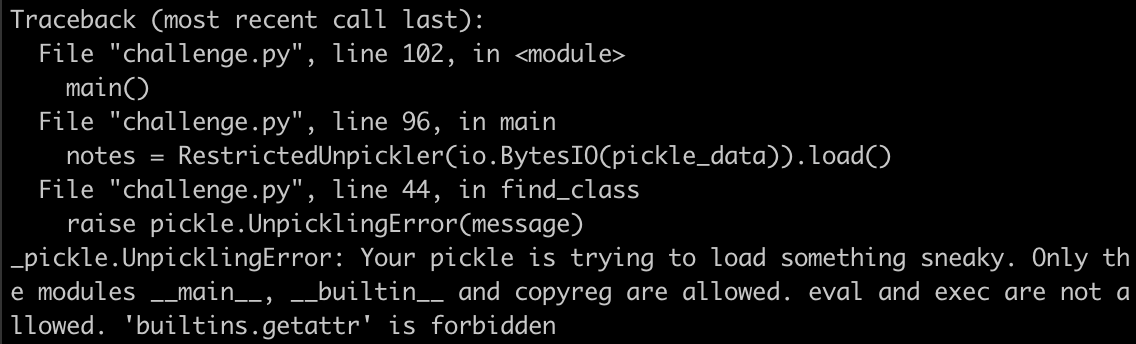 Traceback (most recent call last):
  File "challenge.py", line 102, in <module>
    main()
  File "challenge.py", line 96, in main
    notes = RestrictedUnpickler(io.BytesIO(pickle_data)).load()
  File "challenge.py", line 44, in find_class
    raise pickle.UnpicklingError(message)
_pickle.UnpicklingError: Your pickle is trying to load something sneaky. Only th
e modules __main__, __builtin__ and copyreg are allowed. eval and exec are not a
llowed. 'builtins.getattr' is forbidden